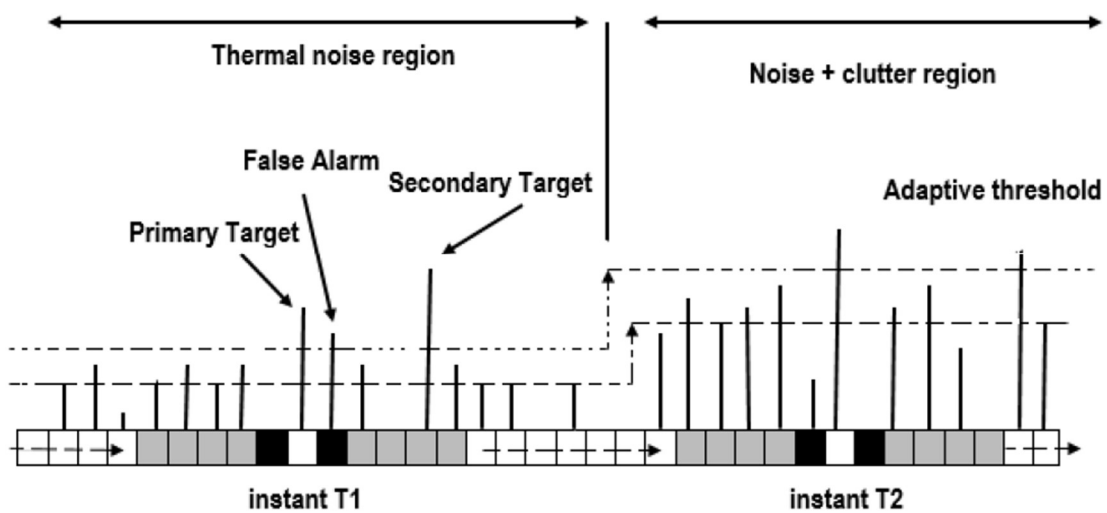 Thermal noise region
Noise + clutter region
False Alarm
Secondary Target
Adaptive threshold
Primary Target
instant T1
instant T2